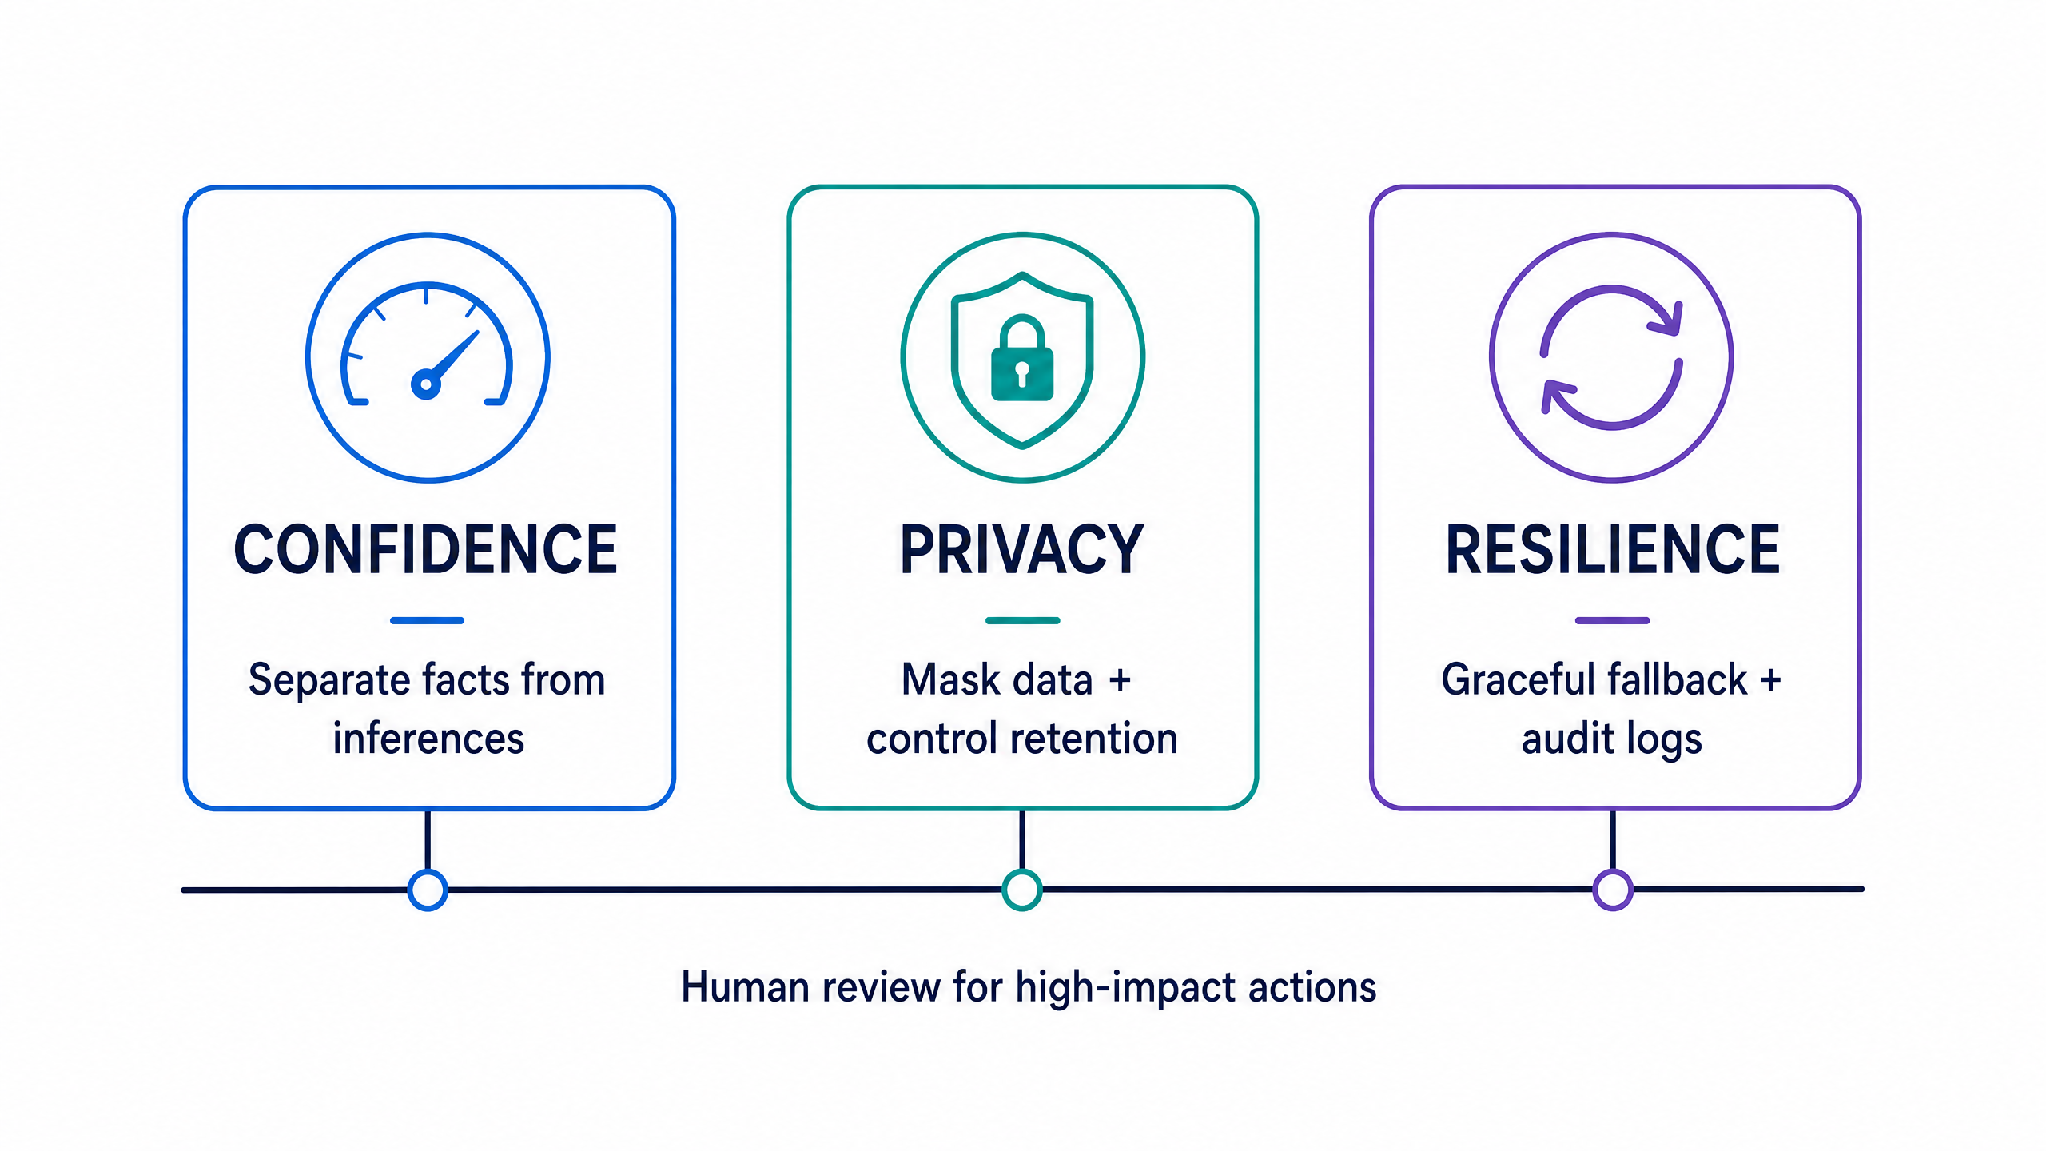 CONFIDENCE
Separate facts from
inferences
PRIVACY
Mask data +
control retention
RESILIENCE
Graceful fallback +
audit logs
Human review for high-impact actions